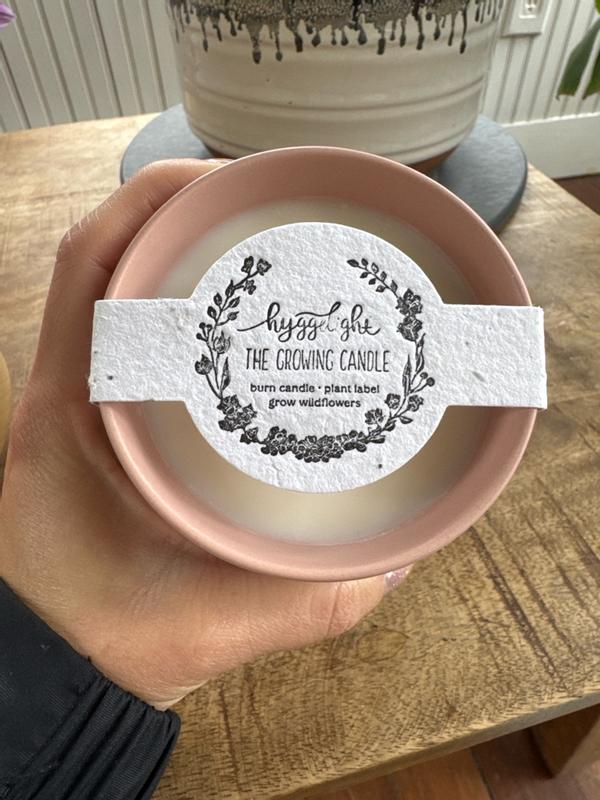 hyggelight
THE GROWING CANDLE
burn candle • plant label
grow wildflowers